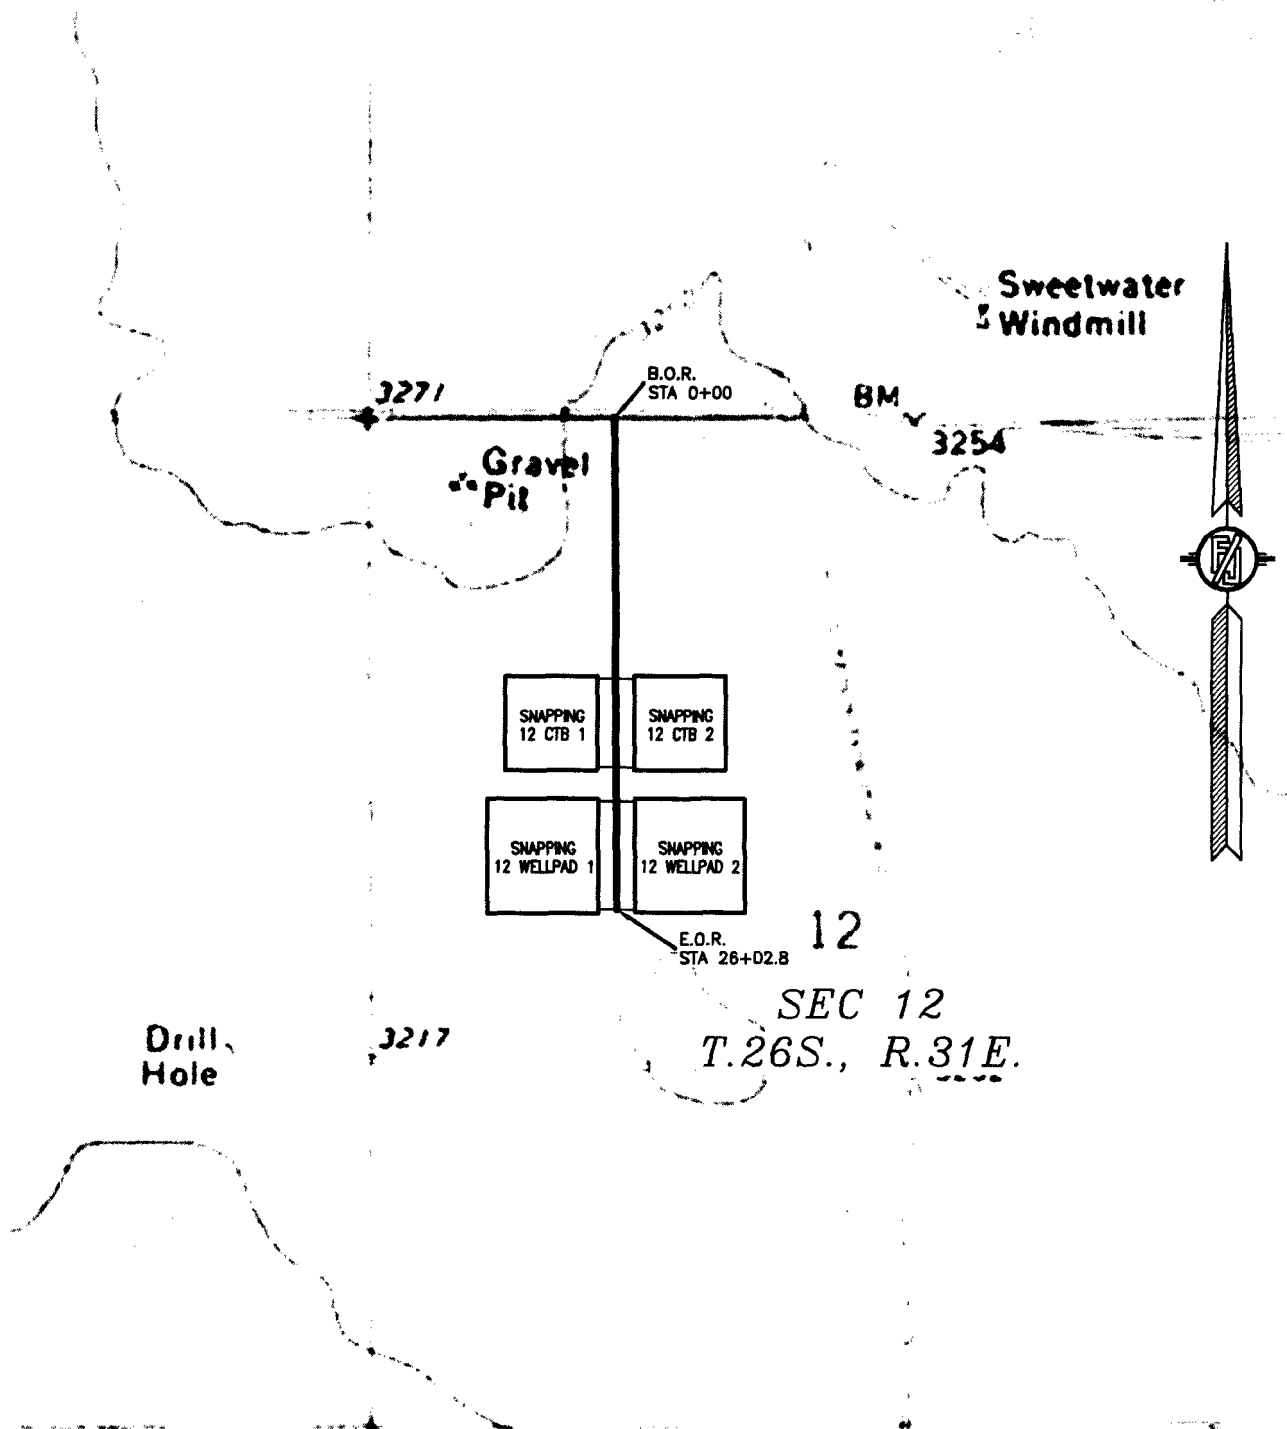 Sweetwater
Windmill
B.O.R.
STA 0+00
3271
BM
3254
Gravel
Pit
SNAPPING
12 CTB 1
SNAPPING
12 CTB 2
SNAPPING
12 WELLPAD 1
SNAPPING
12 WELLPAD 2
E.O.R.
STA 26+02.8
12
SEC 12
T.26S., R.31E.
Drill
Hole
3217